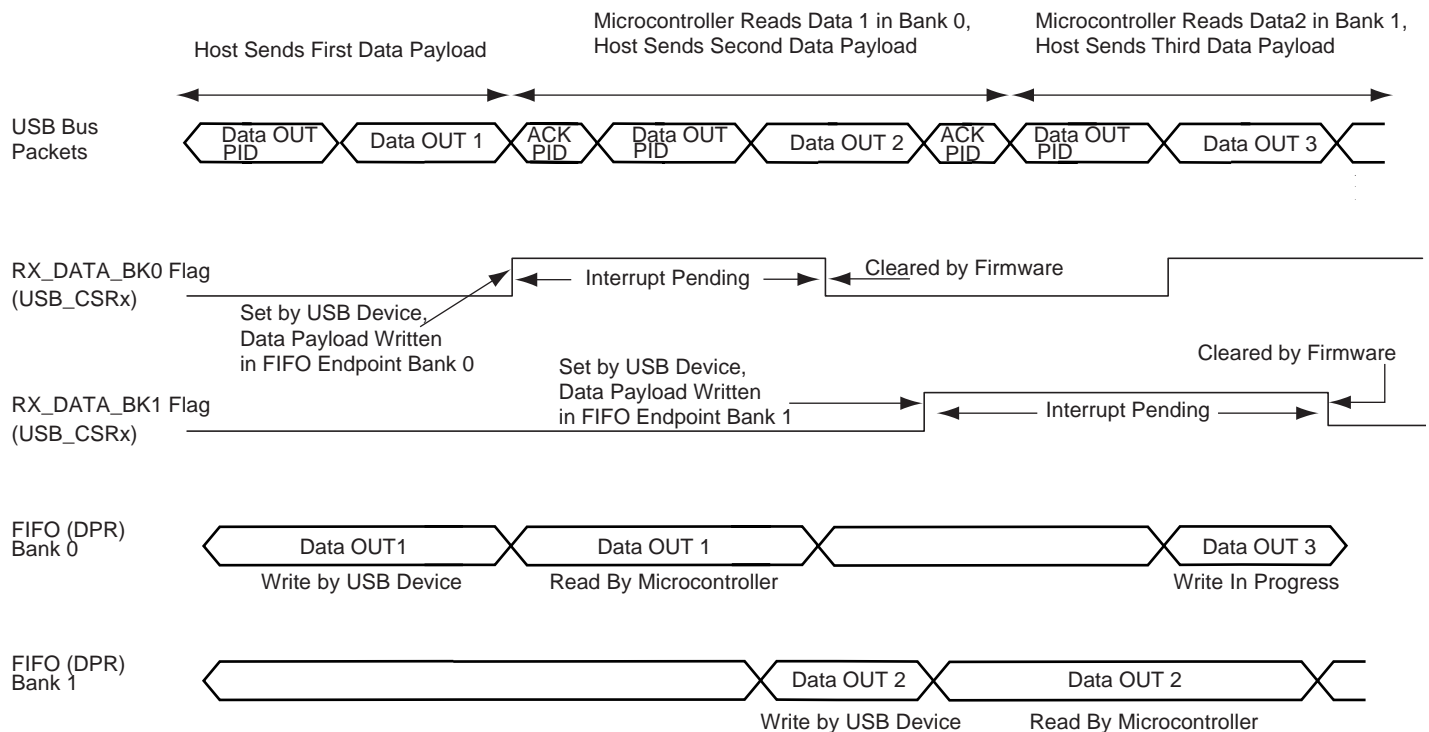 Microcontroller Reads Data 1 in Bank 0,
Host Sends Second Data Payload
Microcontroller Reads Data2 in Bank 1,
Host Sends Third Data Payload
Host Sends First Data Payload
USB Bus
Packets
Data OUT
PID
Data OUT 1
ACK
PID
Data OUT
PID
Data OUT 2
ACK
PID
Data OUT
PID
Data OUT 3
RX_DATA_BK0 Flag
(USB_CSRx)
Interrupt Pending
Cleared by Firmware
Set by USB Device,
Data Payload Written
in FIFO Endpoint Bank 0
Set by USB Device,
Data Payload Written
in FIFO Endpoint Bank 1
Cleared by Firmware
RX_DATA_BK1 Flag
(USB_CSRx)
Interrupt Pending
FIFO (DPR)
Bank 0
Data OUT1
Data OUT 1
Data OUT 3
Write by USB Device
Read By Microcontroller
Write In Progress
FIFO (DPR)
Bank 1
Data OUT 2
Data OUT 2
Write by USB Device
Read By Microcontroller